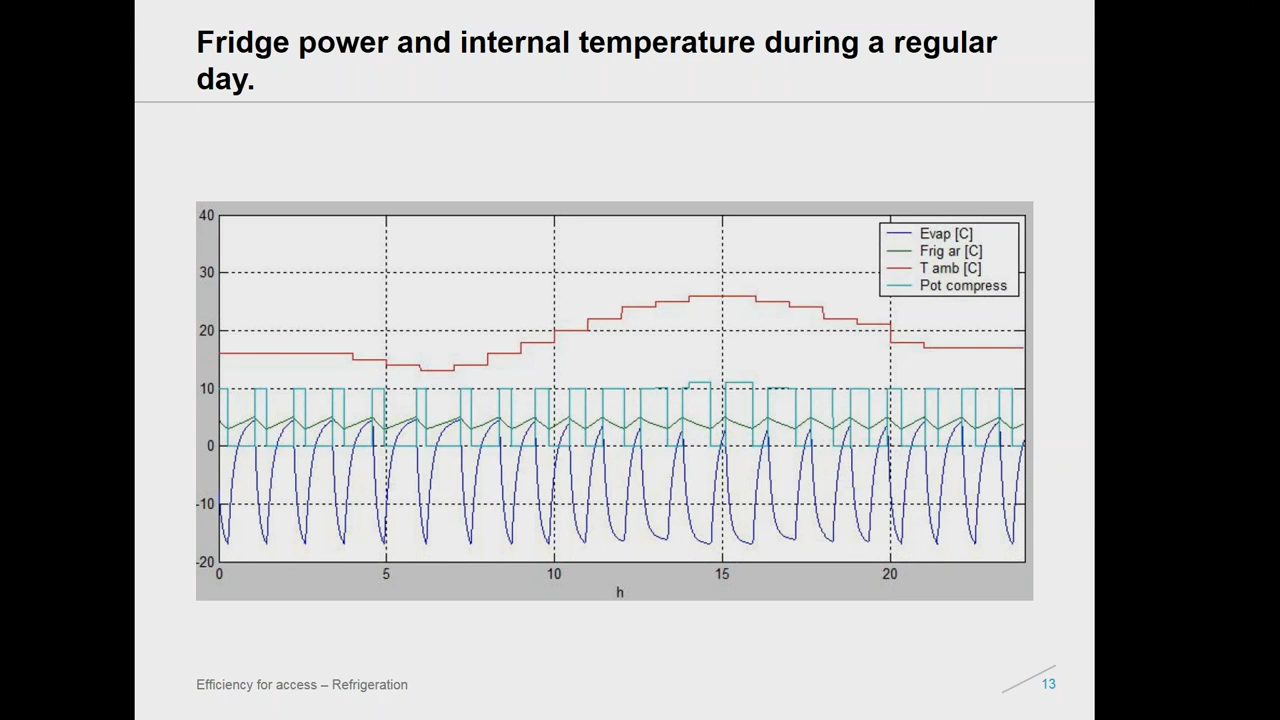 Fridge power and internal temperature during a regular
day.
40
30
20
10
0
-10
-20
0
5
10
15
20
h
Evap [C]
Frig ar [C]
T amb [C]
Pot compress
Efficiency for access – Refrigeration
13